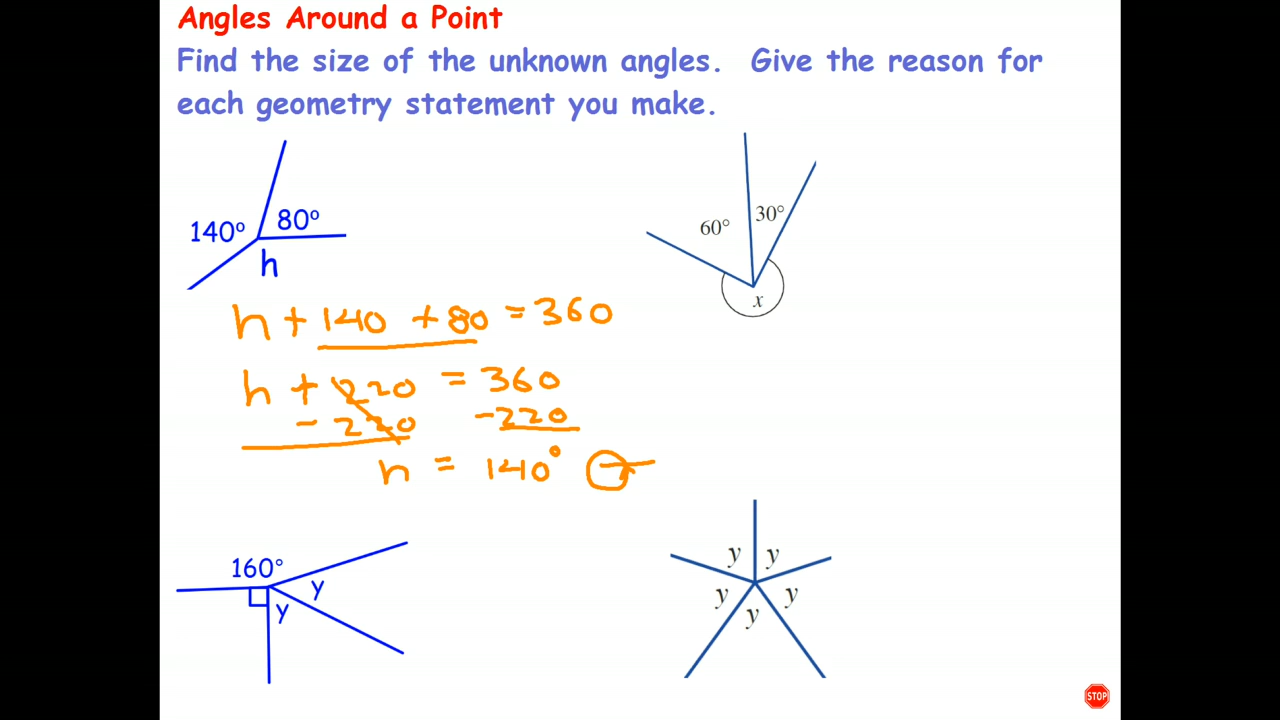 Angles Around a Point
Find the size of the unknown angles. Give the reason for
each geometry statement you make.
140° 80°
h
60° 30°
x
h + 140 + 80 = 360
h + 220 = 360
- 220 -220
h = 140°
160°
y
y
y y
y y
y
STOP